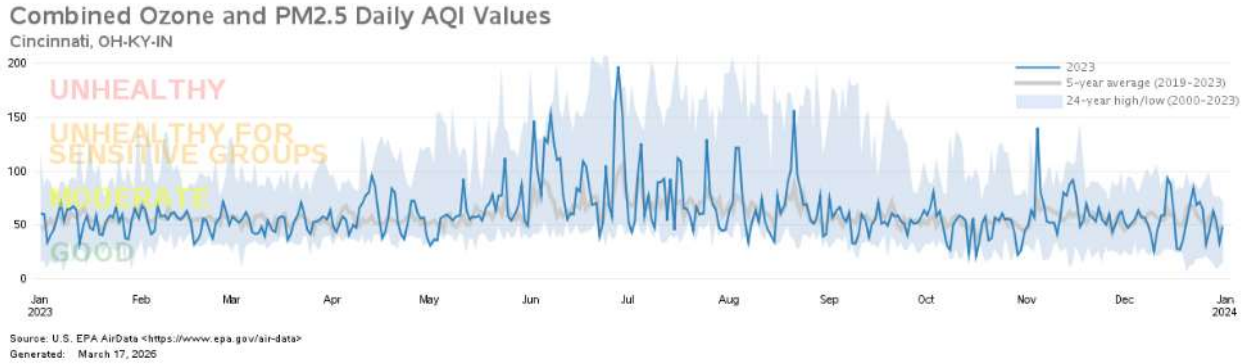 Combined Ozone and PM2.5 Daily AQI Values
Cincinnati, OH-KY-IN
2023
5-year average (2019-2023)
24-year high/low (2000-2023)
UNHEALTHY
UNHEALTHY FOR
SENSITIVE GROUPS
MODERATE
GOOD
200
150
100
50
0
Jan Feb Mar Apr May Jun Jul Aug Sep Oct Nov Dec Jan
2023 2024
Source: U.S. EPA AirData <https://www.epa.gov/air-data>
Generated: March 17, 2026